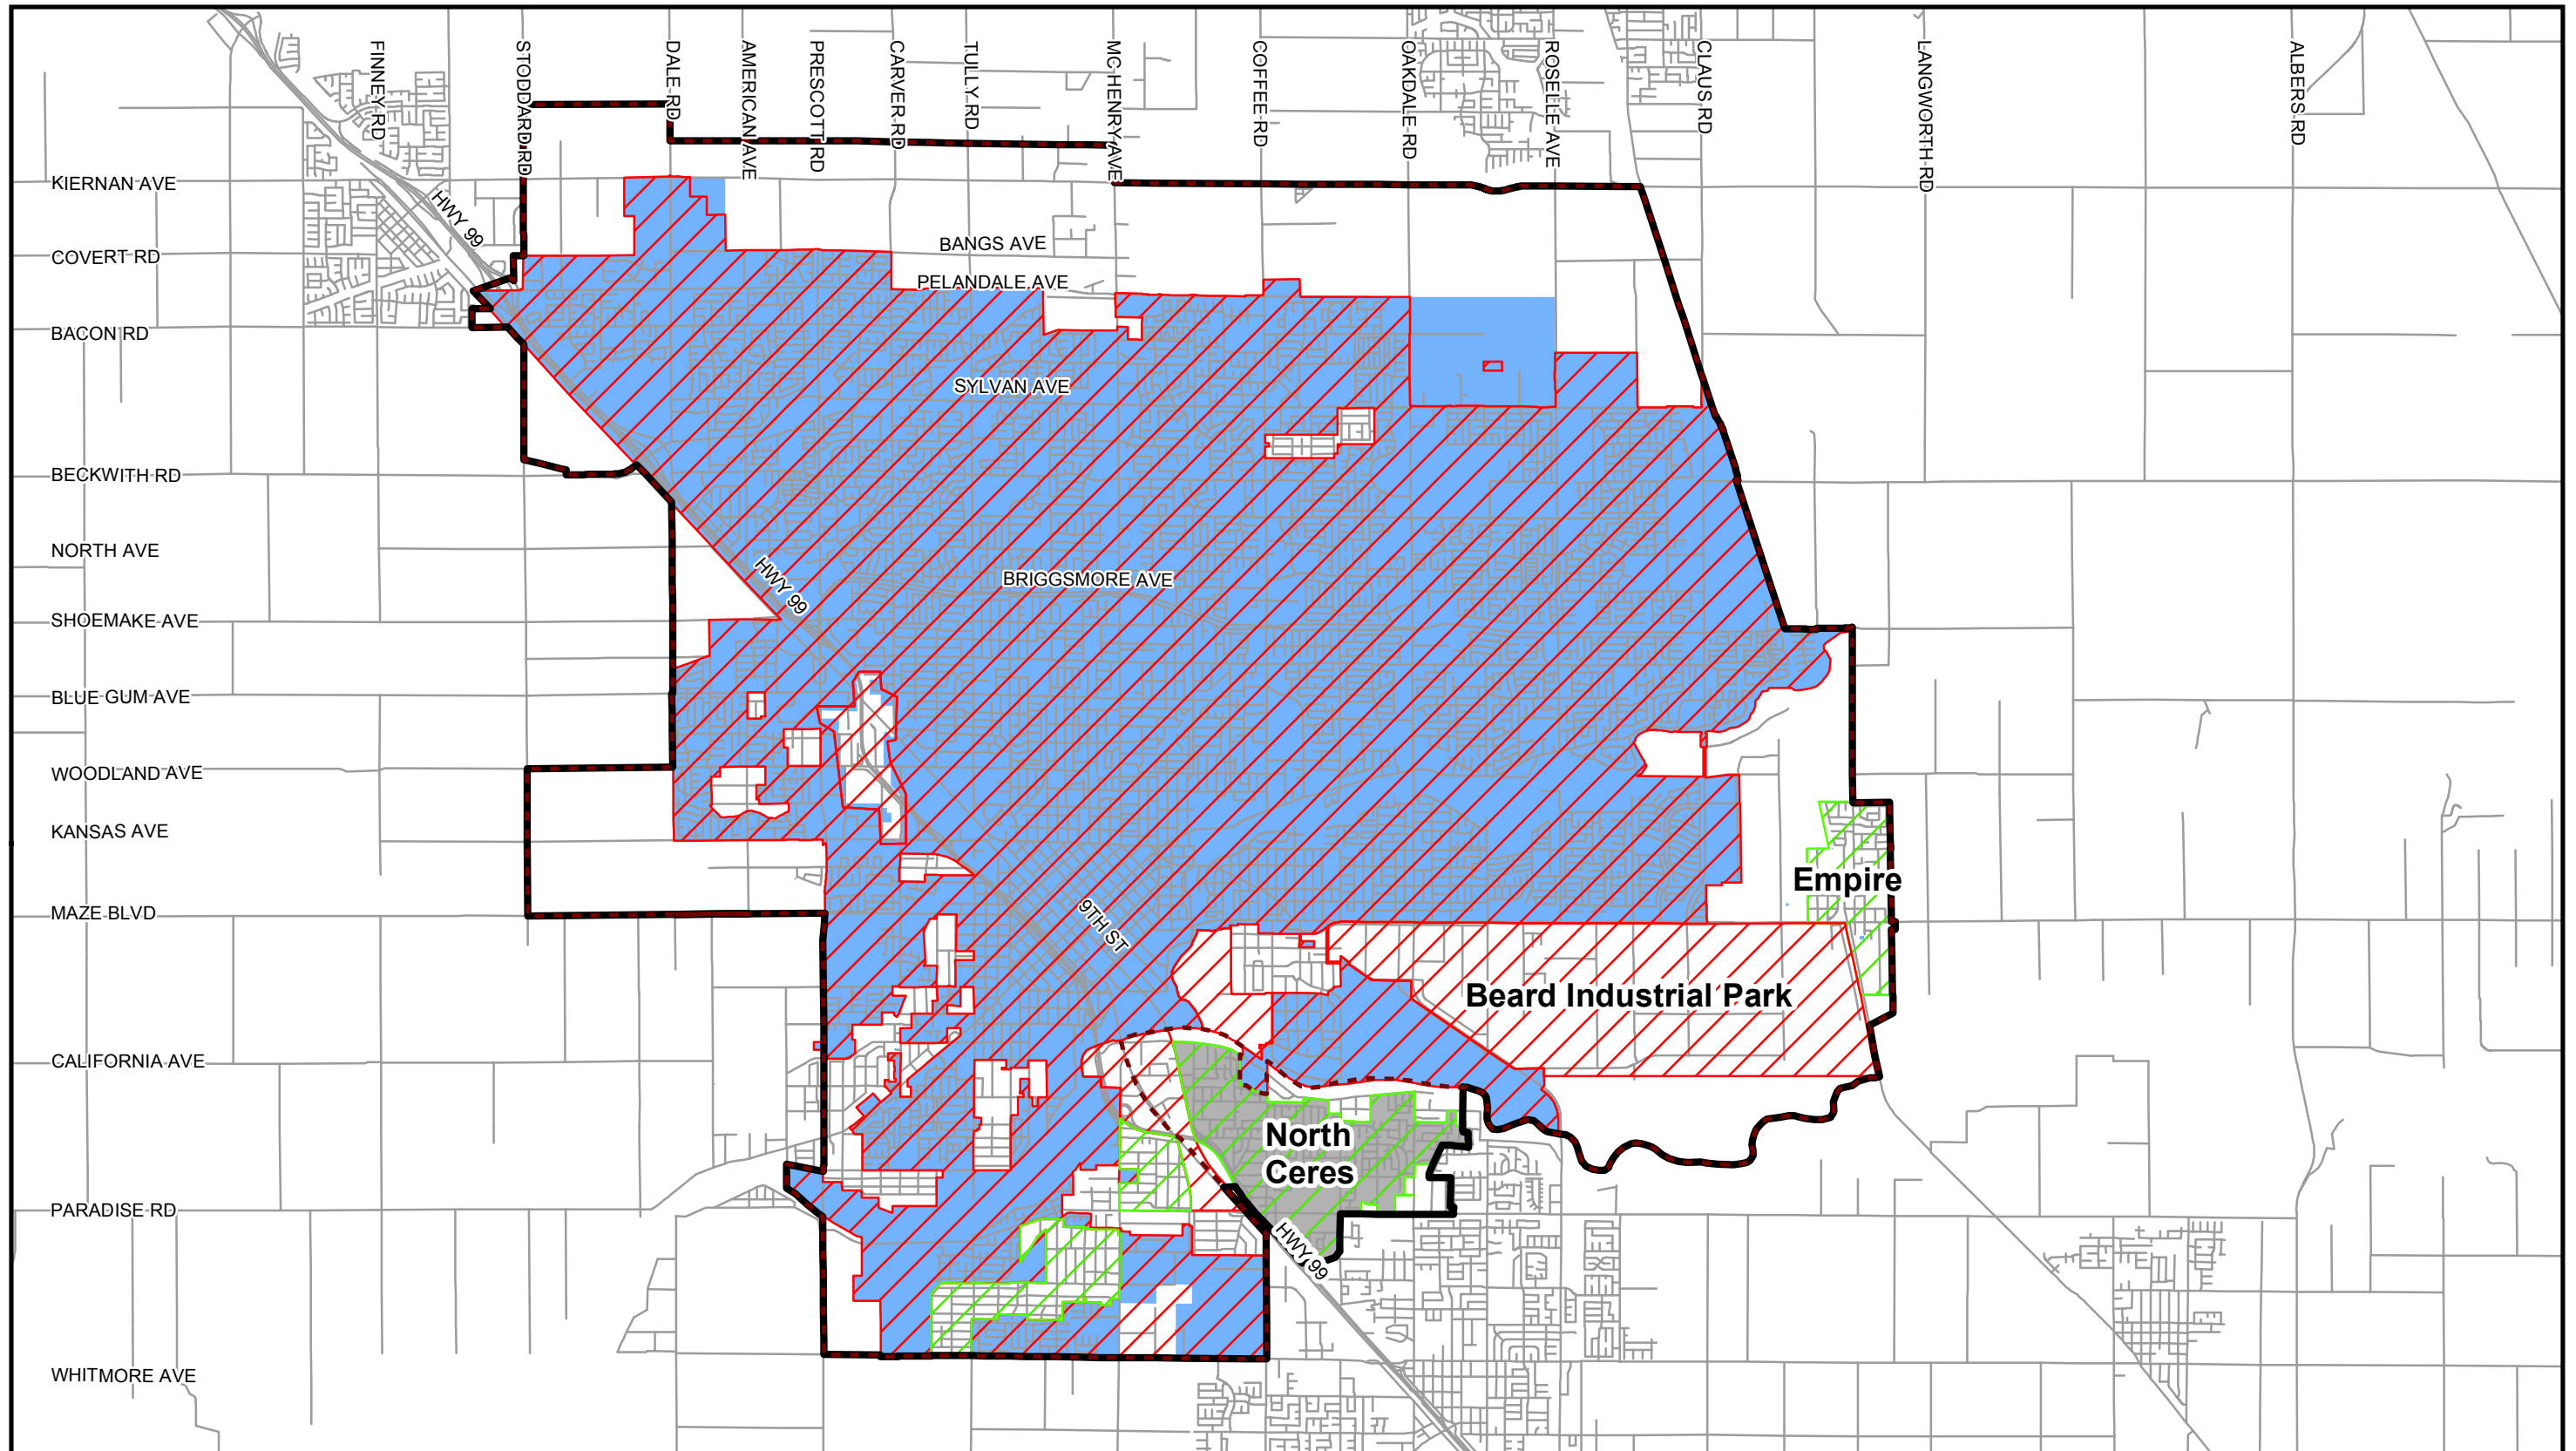 FINNEY RD
STODDARD RD
DALE RD
AMERICAN AVE
PRESCOTT RD
CARVER RD
TULLY RD
MC HENRY AVE
COFFEE RD
OAKDALE RD
ROSELLE AVE
CLAUS RD
LANGWORTH RD
ALBERS RD
KIERNAN AVE
HWY 99
BANGS AVE
COVERT RD
PELANDALE AVE
BACON RD
SYLVAN AVE
BECKWITH RD
NORTH AVE
HWY 99
BRIGGSMORE AVE
SHOEMAKE AVE
BLUE GUM AVE
WOODLAND AVE
KANSAS AVE
Empire
MAZE BLVD
9TH ST
Beard Industrial Park
CALIFORNIA AVE
North
Ceres
PARADISE RD
HWY 99
WHITMORE AVE